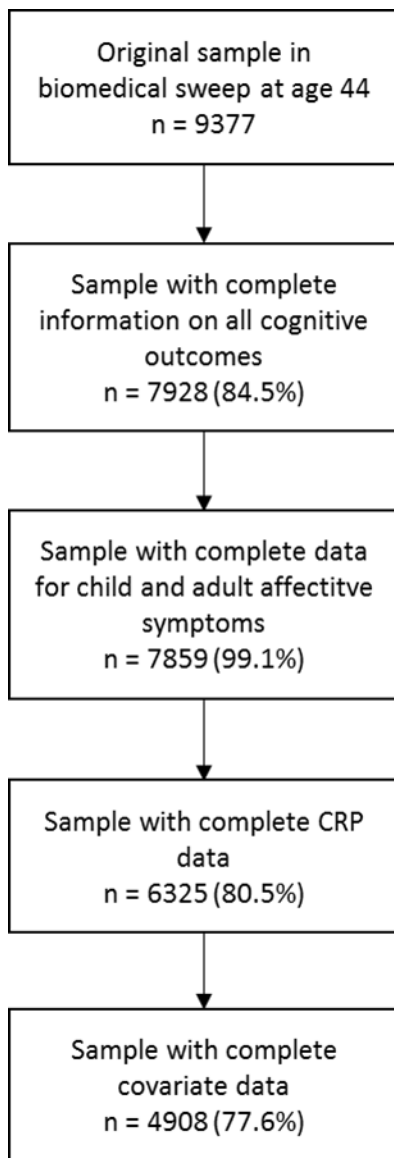 Original sample in
biomedical sweep at age 44
n = 9377
Sample with complete
information on all cognitive
outcomes
n = 7928 (84.5%)
Sample with complete data
for child and adult affectitve
symptoms
n = 7859 (99.1%)
Sample with complete CRP
data
n = 6325 (80.5%)
Sample with complete
covariate data
n = 4908 (77.6%)